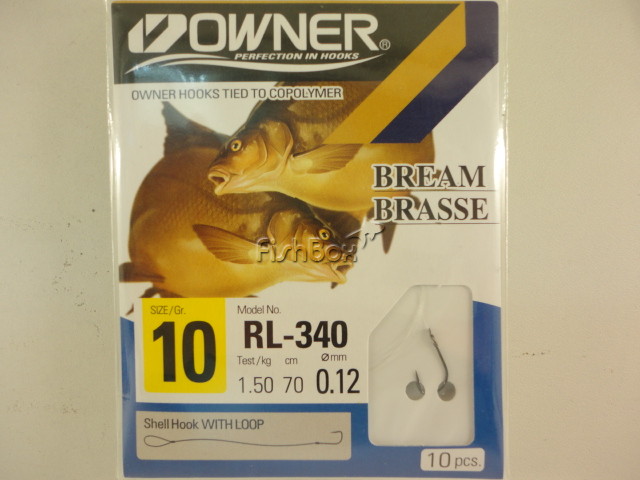 OWNER®
PERFECTION IN HOOKS
OWNER HOOKS TIED TO COPOLYMER
BREAM
BRASSE
FishBox
SIZE/Gr.
10
Model No.
RL-340
Test/kg cm Ømm
1.50 70 0.12
Shell Hook WITH LOOP
10 pcs.